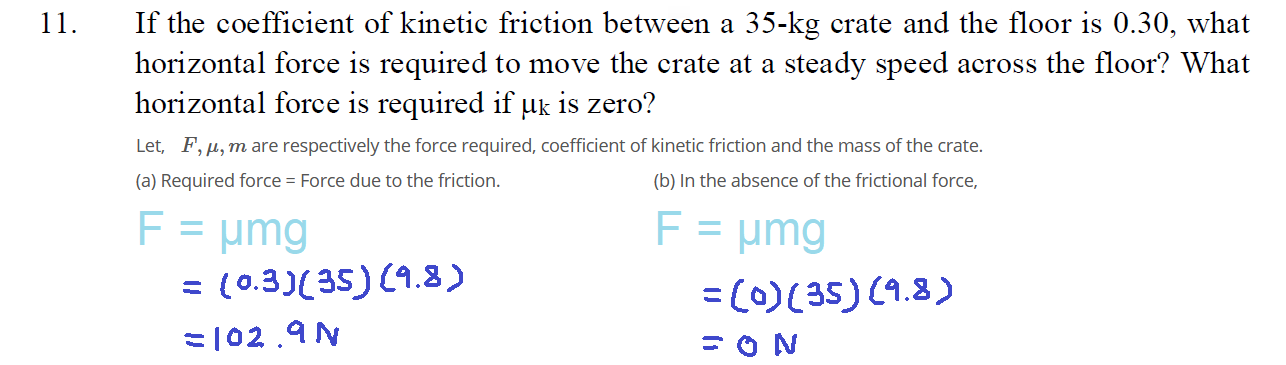 11. If the coefficient of kinetic friction between a 35-kg crate and the floor is 0.30, what
horizontal force is required to move the crate at a steady speed across the floor? What
horizontal force is required if μk is zero?
Let, F, μ, m are respectively the force required, coefficient of kinetic friction and the mass of the crate.
(a) Required force = Force due to the friction.
F = μmg
= (0.3)(35)(9.8)
=102.9 N
(b) In the absence of the frictional force,
F = μmg
=(0)(35)(9.8)
= 0 N